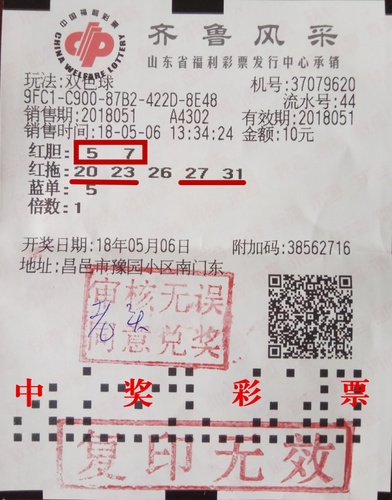 中国福利彩票
CHINA WELFARE LOTTERY
齐鲁风采
山东省福利彩票发行中心承销
玩法:双色球 机号:37079620
9FC1-C900-87B2-422D-8E48 流水号:44
销售期:2018051 A4302 有效期:2018051
销售时间:18-05-06 13:34:24 金额:10元
红胆: 5 7
红拖:20 23 26 27 31
蓝单: 5
倍数:1
开奖日期:18年05月06日 附加码:38562716
地址:昌邑市豫园小区南门东
审核无误
同意兑奖
中奖彩票
复印无效